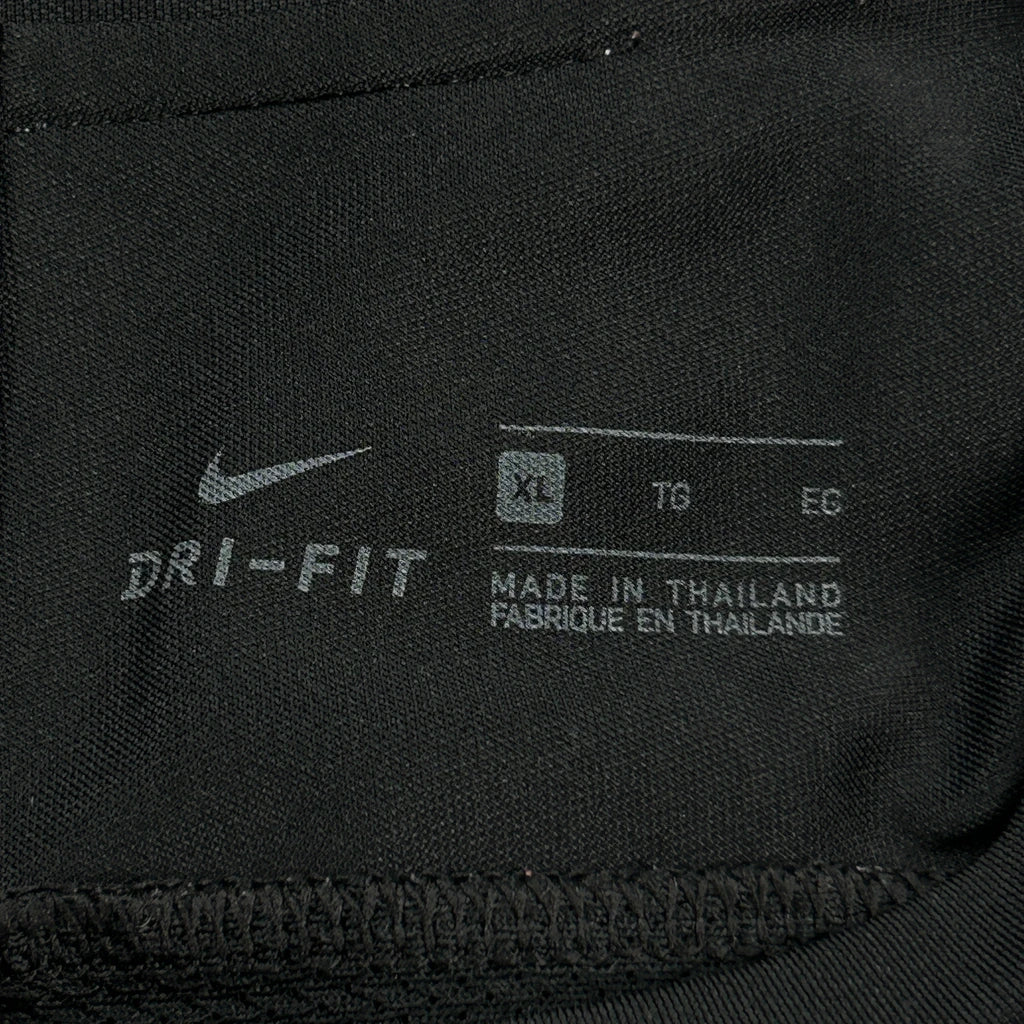 DRI-FIT
XL TG EG
MADE IN THAILAND
FABRIQUE EN THAILANDE